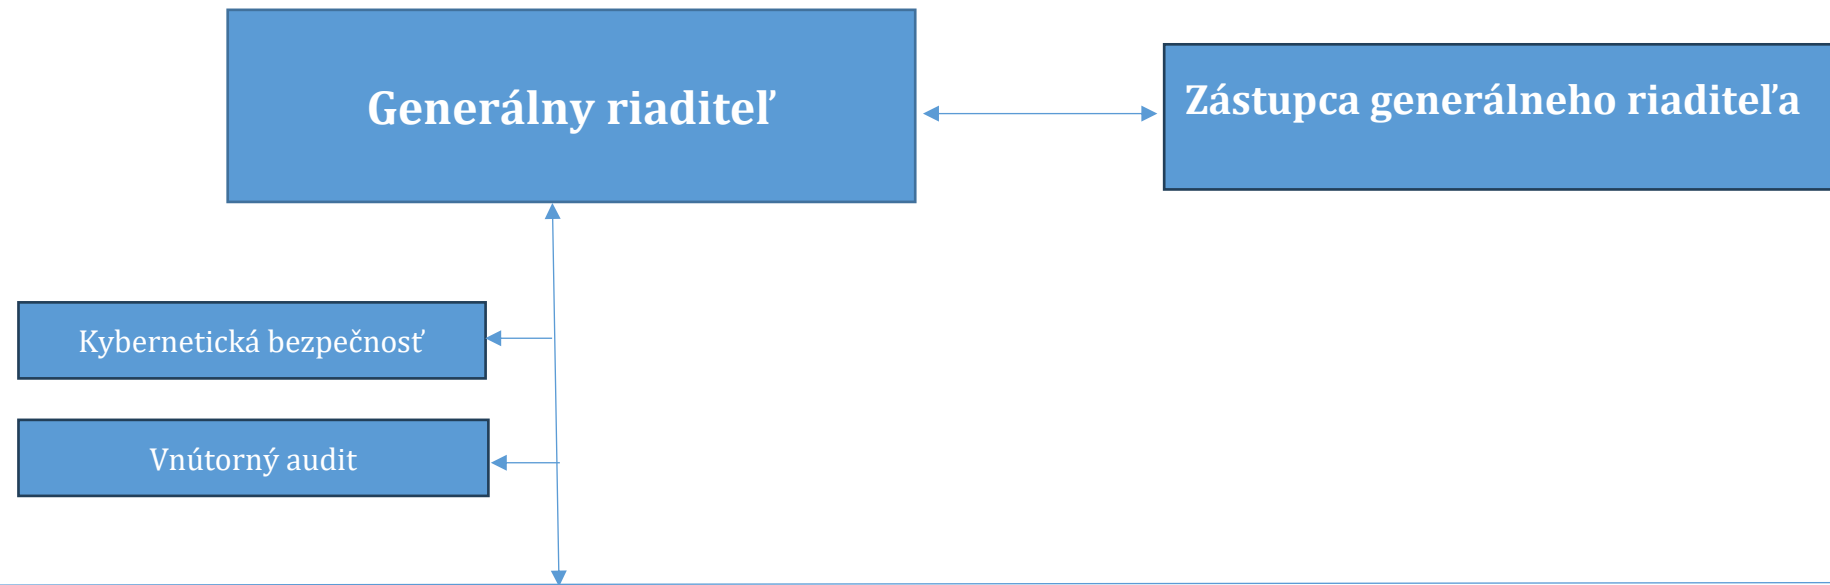 Generálny riaditeľ
Zástupca generálneho riaditeľa
Kybernetická bezpečnosť
Vnútorný audit